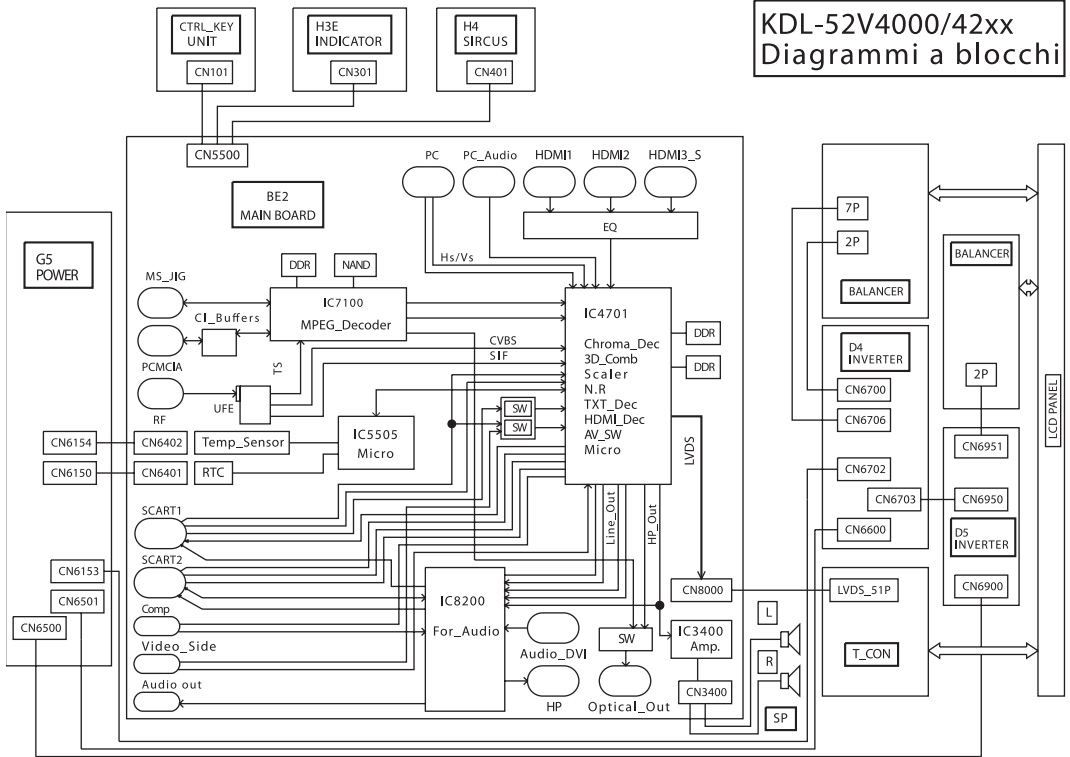 KDL-52V4000/42xx
Diagrammi a blocchi
CTRL_KEY
UNIT
CN101
H3E
INDICATOR
CN301
H4
SIRCUS
CN401
CN5500
BE2
MAIN BOARD
PC
PC_Audio
HDMI1
HDMI2
HDMI3_S
EQ
Hs/Vs
G5
POWER
MS_JIG
CI_Buffers
PCMCIA
RF
UFE
TS
DDR
NAND
IC7100
MPEG_Decoder
CVBS
SIF
IC4701
Chroma_Dec
3D_Comb
Scaler
N.R
TXT_Dec
HDMI_Dec
AV_SW
Micro
DDR
DDR
SW
SW
IC5505
Micro
Temp_Sensor
RTC
CN6154
CN6402
CN6150
CN6401
LVDS
Line_Out
HP_Out
SCART1
SCART2
Comp
Video_Side
Audio out
CN6153
CN6501
CN6500
IC8200
For_Audio
Audio_DVI
HP
SW
Optical_Out
CN8000
IC3400
Amp.
CN3400
L
R
SP
7P
2P
BALANCER
D4
INVERTER
CN6700
CN6706
CN6702
CN6703
CN6600
LVDS_51P
T_CON
BALANCER
2P
CN6951
CN6950
D5
INVERTER
CN6900
LCD PANEL